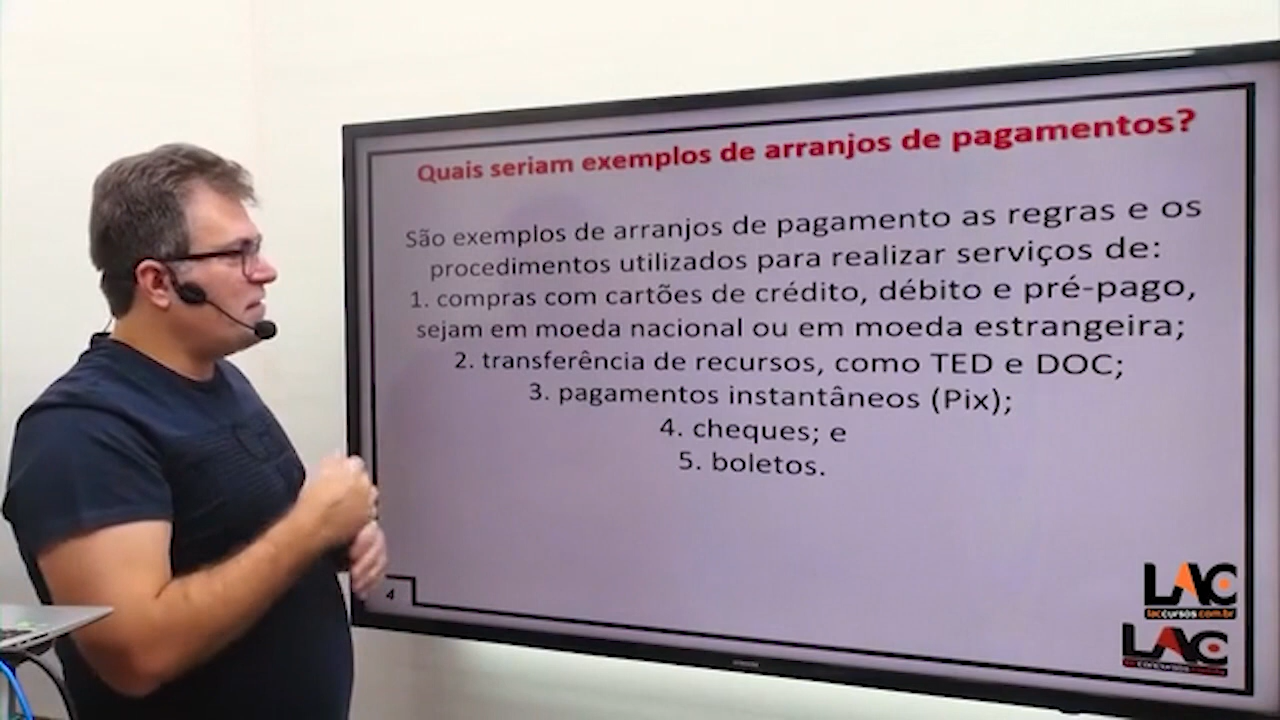 Quais seriam exemplos de arranjos de pagamentos?
São exemplos de arranjos de pagamento as regras e os
procedimentos utilizados para realizar serviços de:
1. compras com cartões de crédito, débito e pré-pago,
sejam em moeda nacional ou em moeda estrangeira;
2. transferência de recursos, como TED e DOC;
3. pagamentos instantâneos (Pix);
4. cheques; e
5. boletos.
4
LAC
laccursos.com.br
LAC